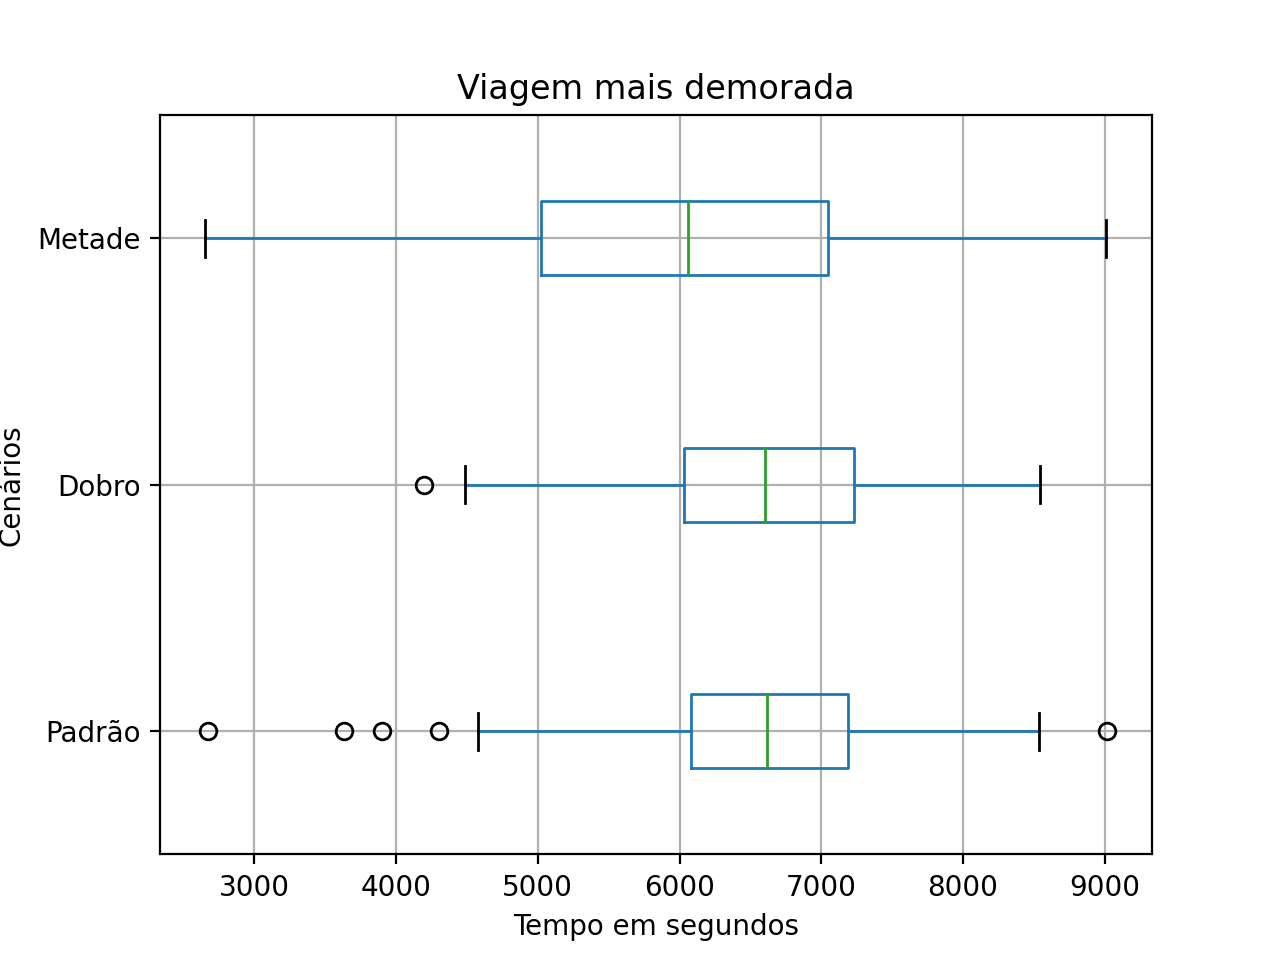 Viagem mais demorada
Metade
Dobro
Padrão
Cenários
3000 4000 5000 6000 7000 8000 9000
Tempo em segundos